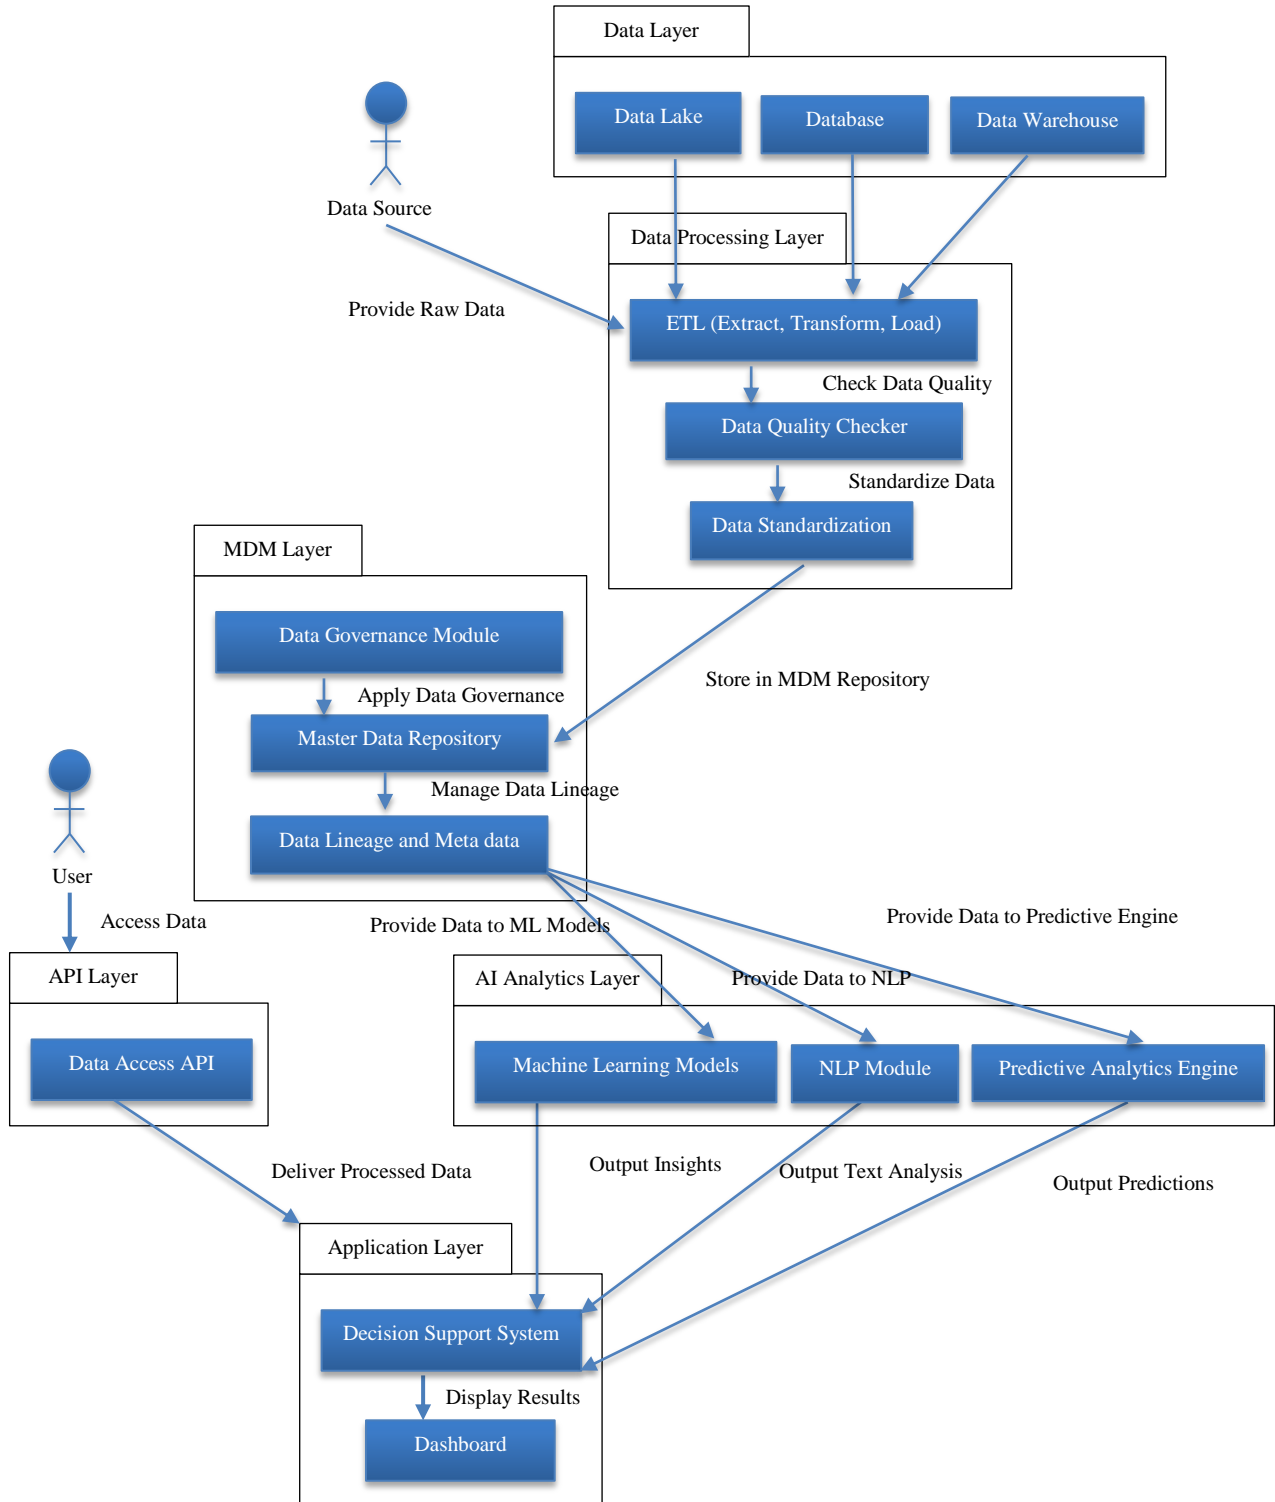 Data Layer
Data Lake
Database
Data Warehouse
Data Source
Data Processing Layer
Provide Raw Data
ETL (Extract, Transform, Load)
Check Data Quality
Data Quality Checker
Standardize Data
Data Standardization
MDM Layer
Data Governance Module
Store in MDM Repository
Apply Data Governance
Master Data Repository
Manage Data Lineage
Data Lineage and Meta data
User
Access Data
Provide Data to ML Models
Provide Data to Predictive Engine
API Layer
AI Analytics Layer
Provide Data to NLP
Data Access API
Machine Learning Models
NLP Module
Predictive Analytics Engine
Deliver Processed Data
Output Insights
Output Text Analysis
Output Predictions
Application Layer
Decision Support System
Display Results
Dashboard